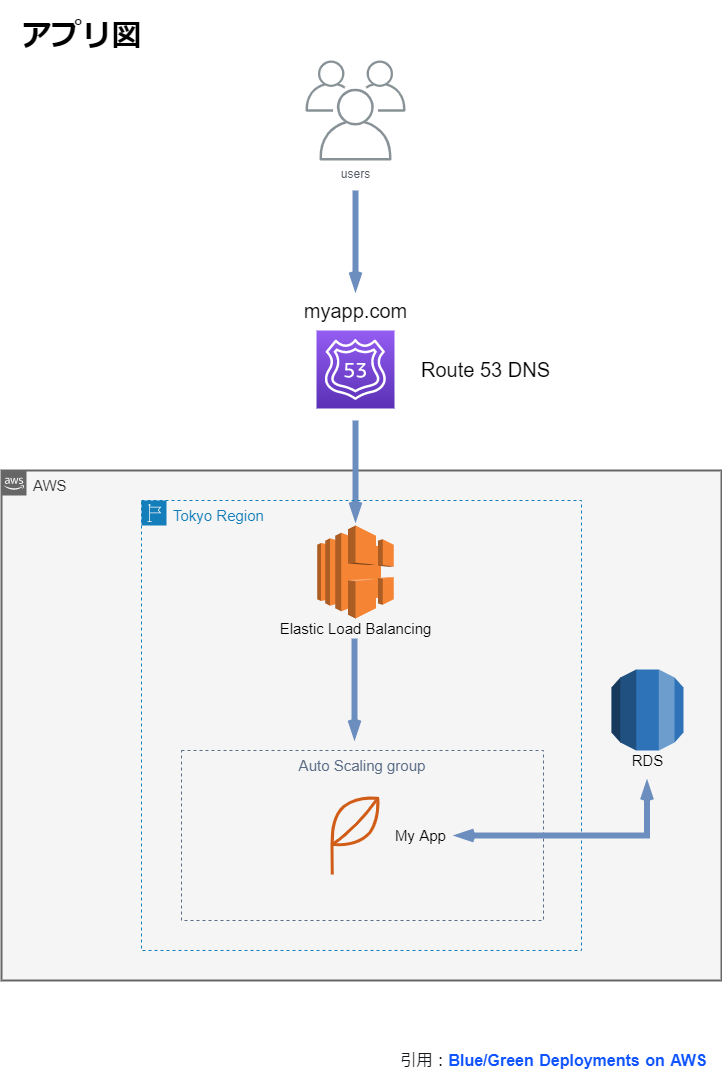 アプリ図
users
myapp.com
53
Route 53 DNS
aws
AWS
Tokyo Region
Elastic Load Balancing
RDS
Auto Scaling group
My App
引用：Blue/Green Deployments on AWS